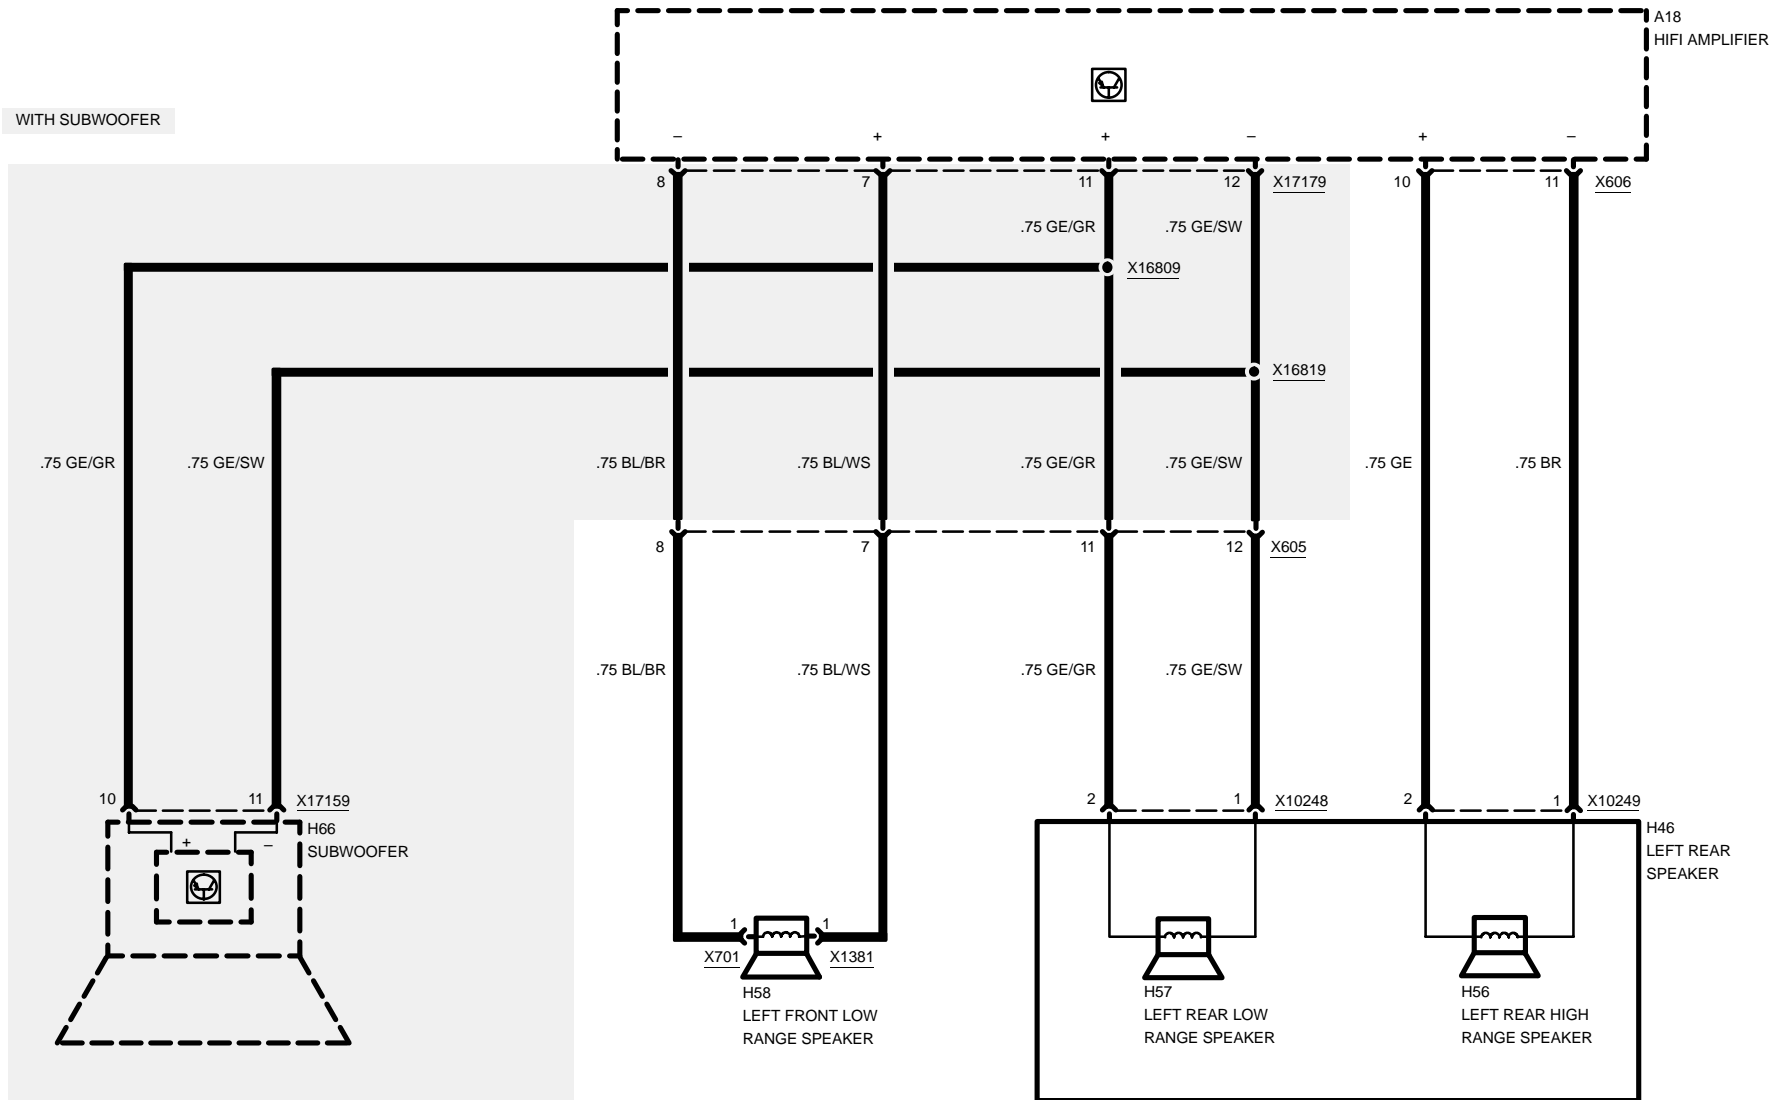 A18
HIFI AMPLIFIER
WITH SUBWOOFER
– + + – + –
8 7 11 12 X17179 10 11 X606
.75 GE/GR .75 GE/SW
X16809
X16819
.75 GE/GR .75 GE/SW .75 BL/BR .75 BL/WS .75 GE/GR .75 GE/SW .75 GE .75 BR
8 7 11 12 X605
.75 BL/BR .75 BL/WS .75 GE/GR .75 GE/SW
10 11 X17159 2 1 X10248 2 1 X10249
H66
SUBWOOFER
+ –
H46
LEFT REAR
SPEAKER
1 1
X701 X1381
H58
LEFT FRONT LOW
RANGE SPEAKER
H57
LEFT REAR LOW
RANGE SPEAKER
H56
LEFT REAR HIGH
RANGE SPEAKER